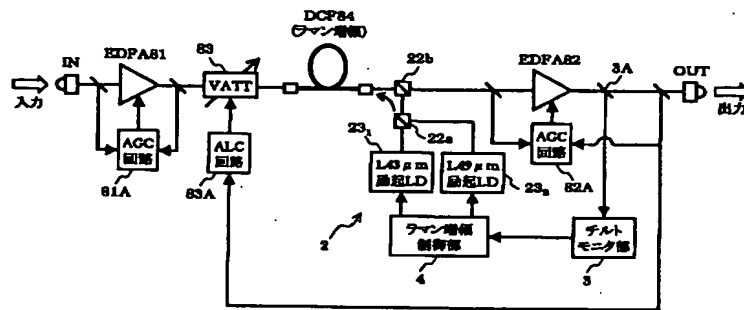 DCF84
(ラマン増幅)
EDFA81
83
22b
EDFA82
3A
IN
OUT
VATT
入力
出力
22a
23₁
AGC
回路
ALC
回路
1.43μm
励起LD
1.49μm
励起LD
AGC
回路
81A
83A
23₂
82A
2
ラマン増幅
制御部
チルト
モニタ部
4
3